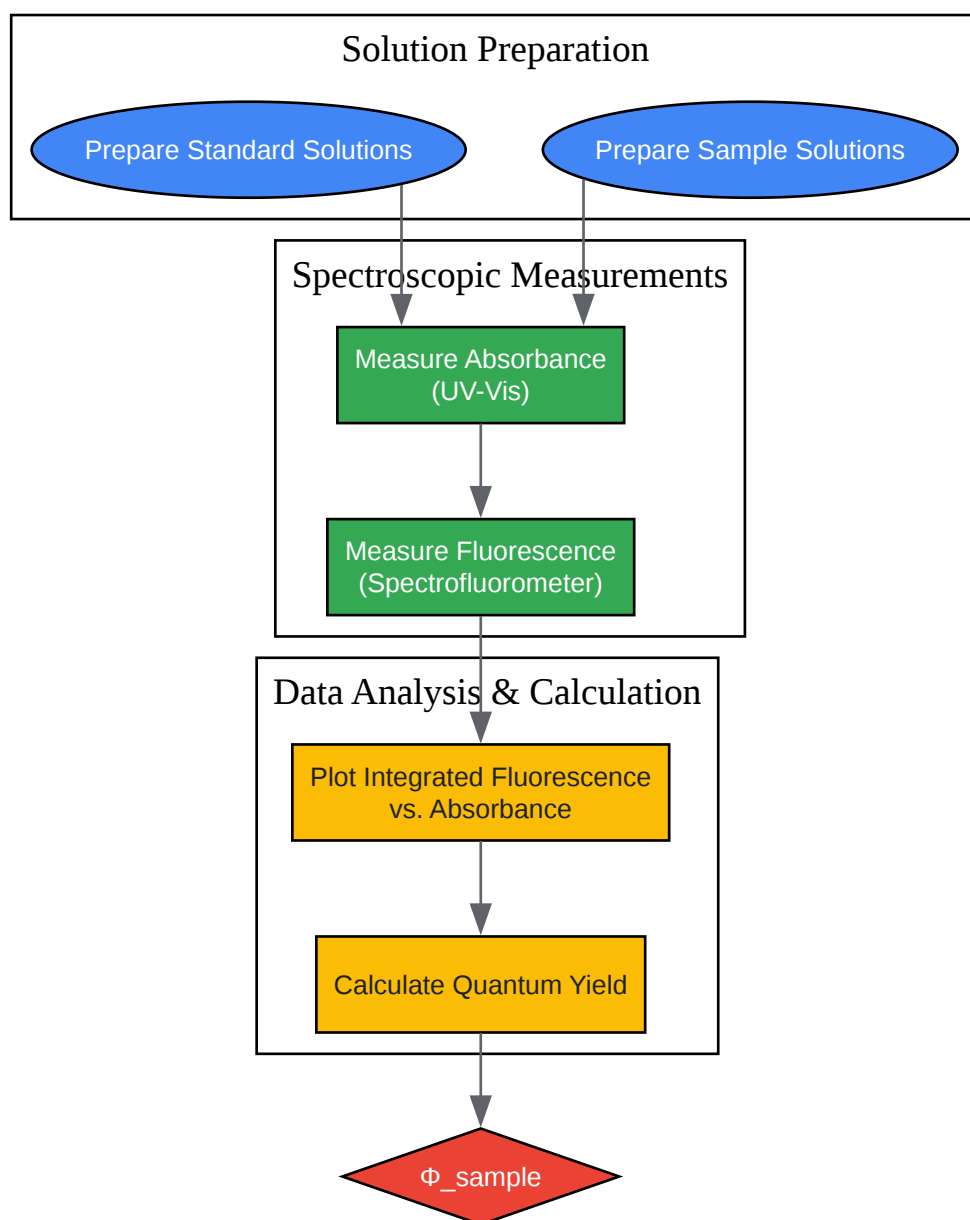 Solution Preparation
Prepare Standard Solutions
Prepare Sample Solutions
Spectroscopic Measurements
Measure Absorbance
(UV-Vis)
Measure Fluorescence
(Spectrofluorometer)
Data Analysis & Calculation
Plot Integrated Fluorescence
vs. Absorbance
Calculate Quantum Yield
Φ_sample